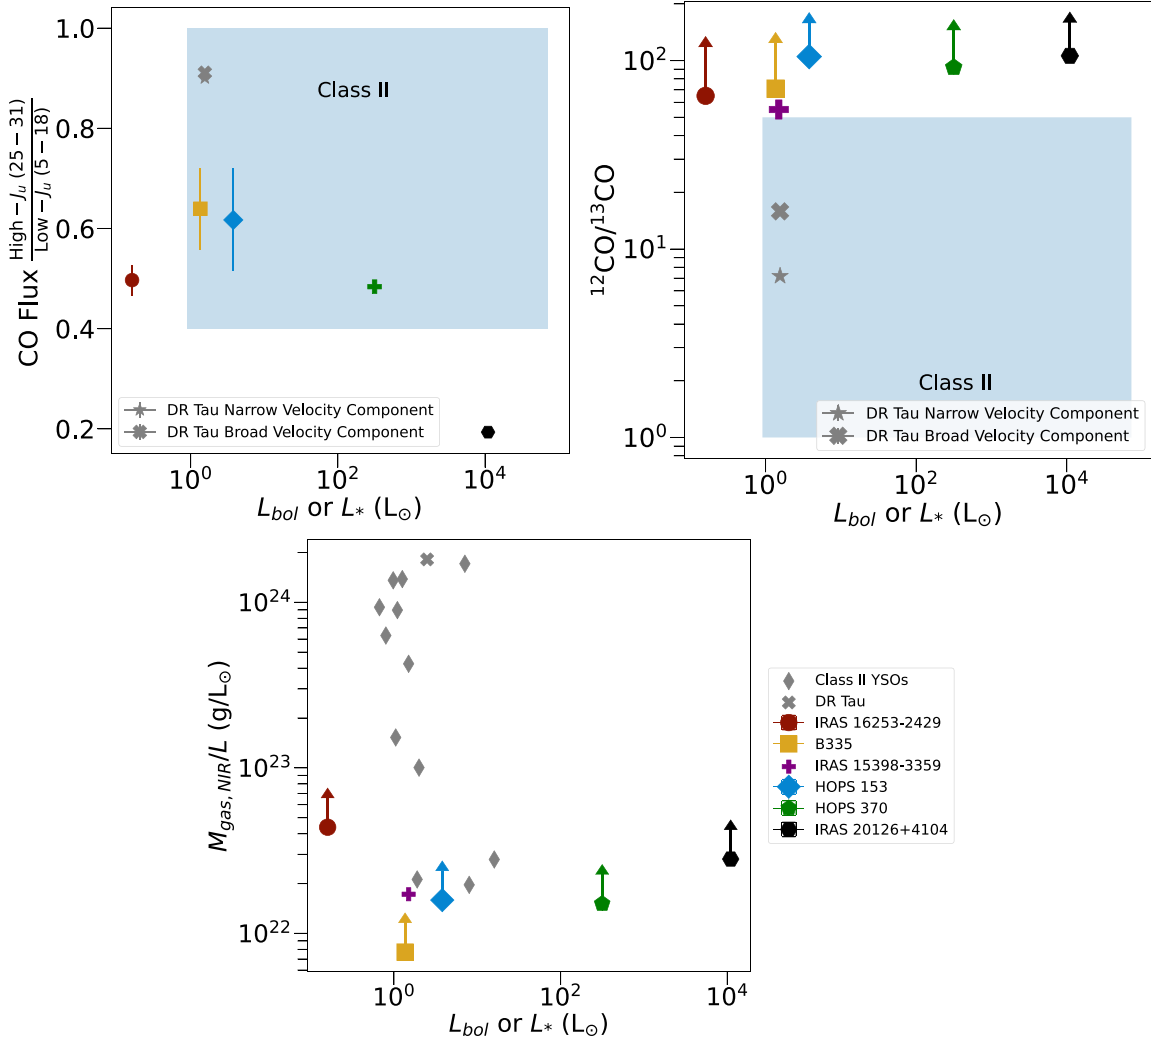 CO Flux High−J_u (25 − 31) / Low−J_u (5 − 18)
1.0
0.8
0.6
0.4
0.2
Class II
DR Tau Narrow Velocity Component
DR Tau Broad Velocity Component
10^0
10^2
10^4
L_bol or L_* (L_⊙)
^12CO/^13CO
10^2
10^1
10^0
Class II
DR Tau Narrow Velocity Component
DR Tau Broad Velocity Component
10^0
10^2
10^4
L_bol or L_* (L_⊙)
M_gas, NIR/L (g/L_⊙)
10^24
10^23
10^22
10^0
10^2
10^4
L_bol or L_* (L_⊙)
Class II YSOs
DR Tau
IRAS 16253-2429
B335
IRAS 15398-3359
HOPS 153
HOPS 370
IRAS 20126+4104